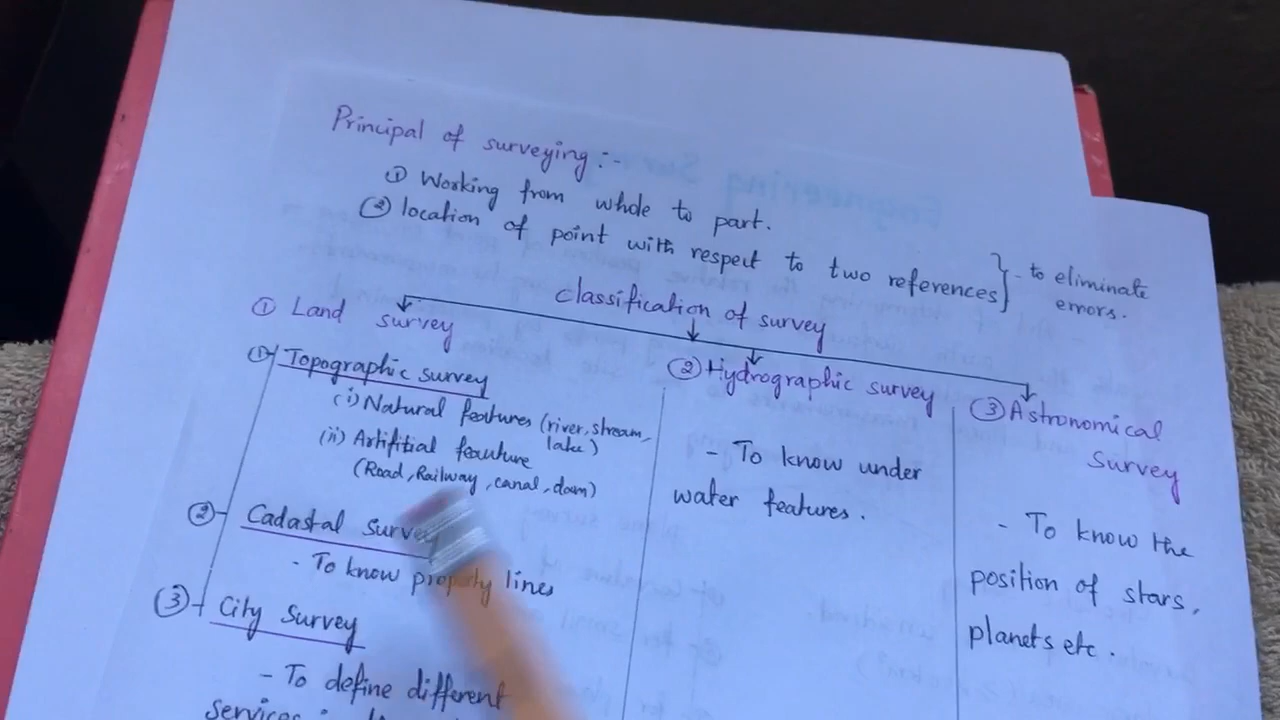 Principal of surveying :-
① Working from whole to part.
② location of point with respect to two references } - to eliminate errors.
classification of survey
① Land survey
① Topographic survey
(i) Natural features (river, stream, lake)
(ii) Artifitial feauture
(Road, Railway, canal, dam)
② Cadastal Survey
- To know property lines
③ City Survey
- To define different
services
② Hydrographic survey
- To know under
water features.
③ Astronomical
Survey
- To know the
position of stars,
planets etc.